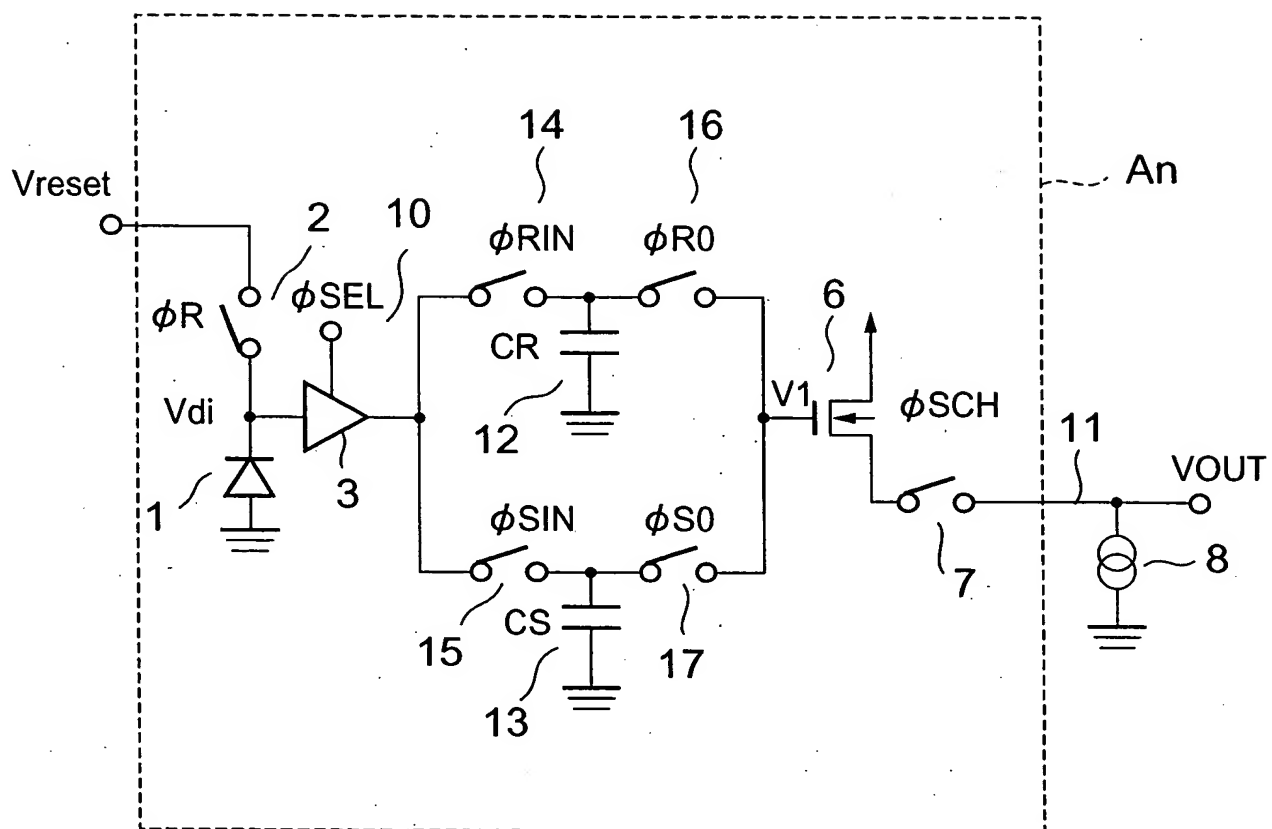 14
16
An
Vreset
2
10
φRIN
φR0
φSEL
6
φR
CR
V1
φSCH
Vdi
12
11
VOUT
1
3
φSIN
φS0
7
8
15
CS
17
13